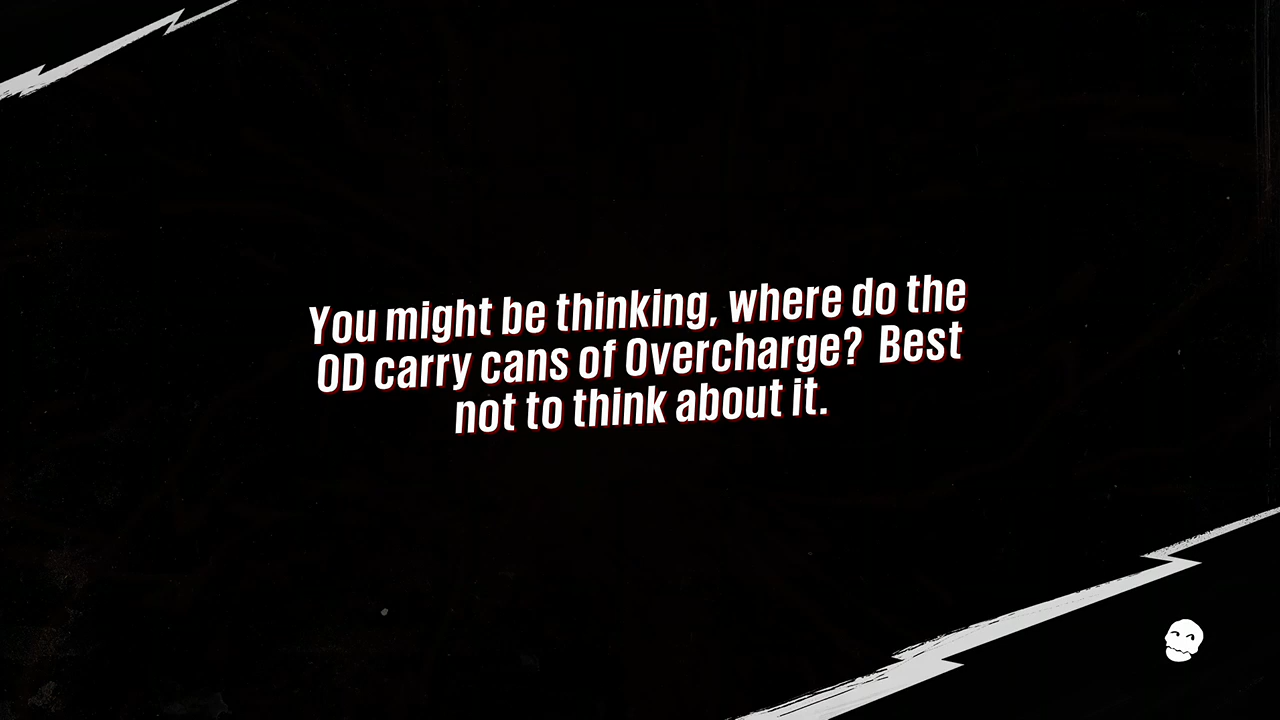 You might be thinking, where do the
OD carry cans of Overcharge?  Best
not to think about it.